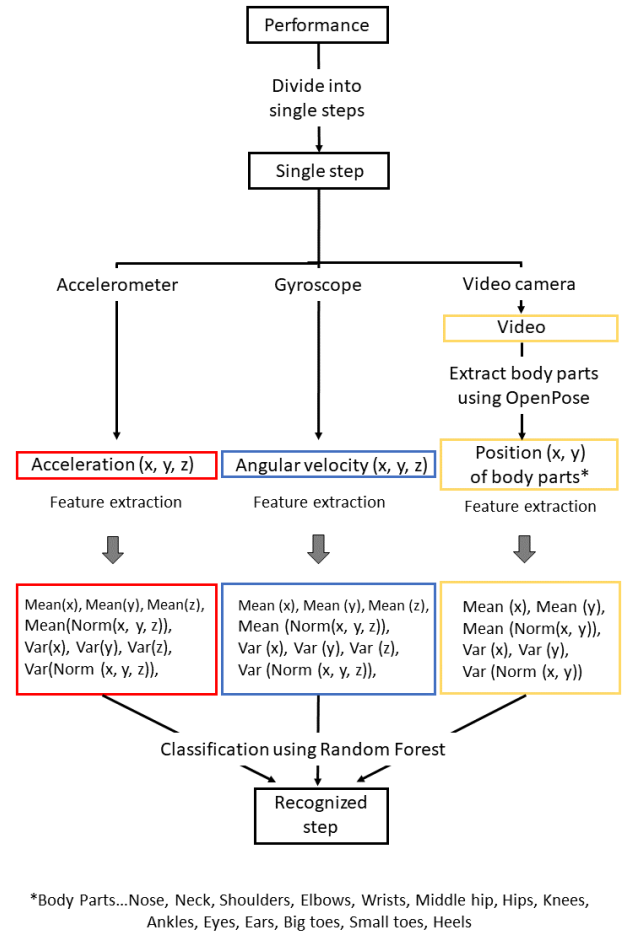 Performance
Divide into
single steps
Single step
Accelerometer
Gyroscope
Video camera
Video
Extract body parts
using OpenPose
Acceleration (x, y, z)
Angular velocity (x, y, z)
Position (x, y)
of body parts*
Feature extraction
Feature extraction
Feature extraction
Mean(x), Mean(y), Mean(z),
Mean(Norm(x, y, z)),
Var(x), Var(y), Var(z),
Var(Norm (x, y, z)),
Mean (x), Mean (y), Mean (z),
Mean (Norm(x, y, z)),
Var (x), Var (y), Var (z),
Var (Norm (x, y, z)),
Mean (x), Mean (y),
Mean (Norm(x, y)),
Var (x), Var (y),
Var (Norm (x, y))
Classification using Random Forest
Recognized
step
*Body Parts...Nose, Neck, Shoulders, Elbows, Wrists, Middle hip, Hips, Knees,
Ankles, Eyes, Ears, Big toes, Small toes, Heels